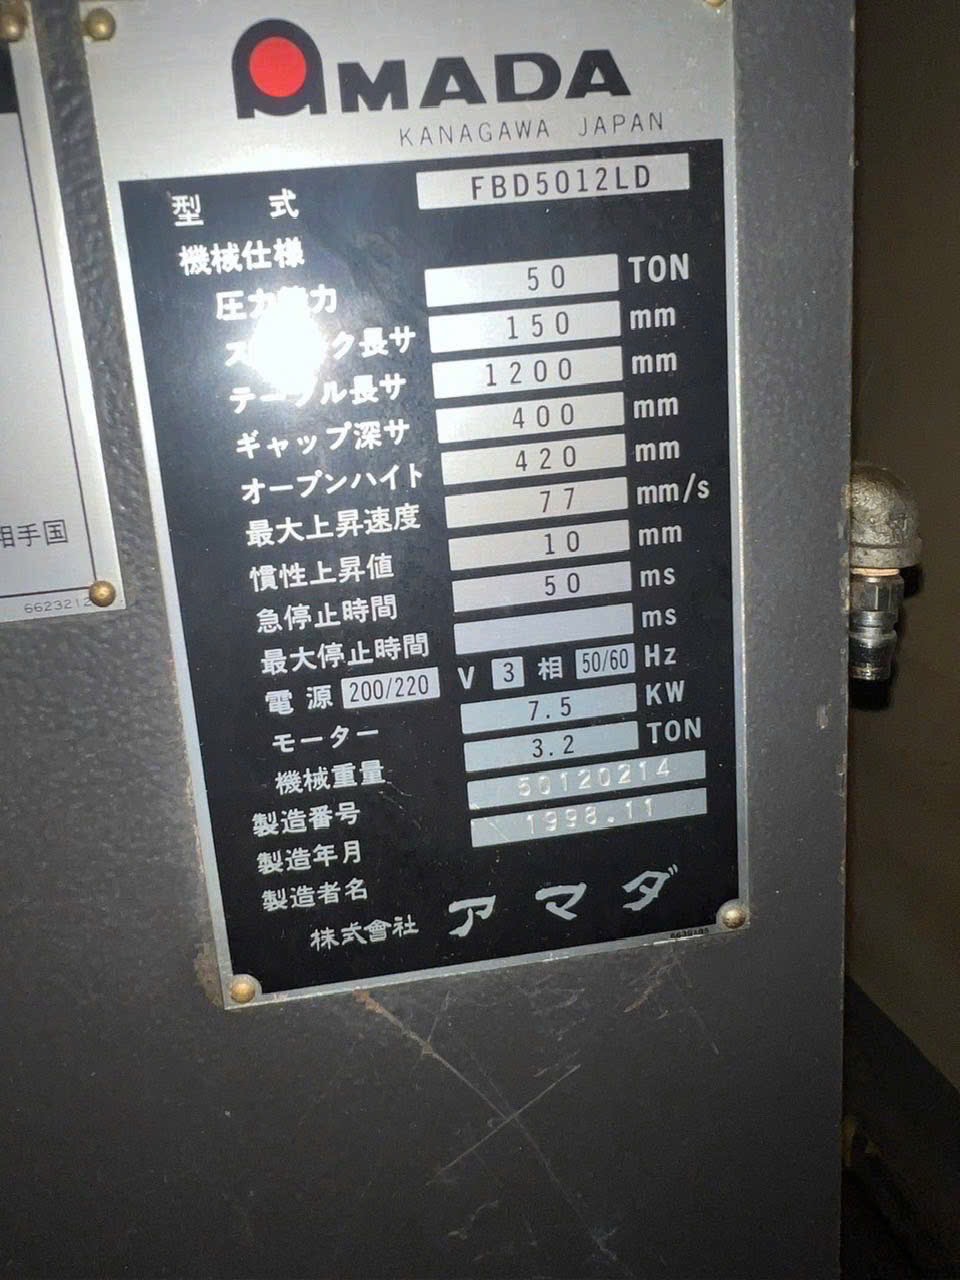 AMADA
KANAGAWA JAPAN
型式 FBD5012LD
機械仕様
圧力 力 50 TON
ク長サ 150 mm
テーブル長サ 1200 mm
ギャップ深サ 400 mm
オープンハイト 420 mm
最大上昇速度 77 mm/s
慣性上昇値 10 mm
急停止時間 50 ms
最大停止時間 ms
電源 200/220 V 3 相 50/60 Hz
モーター 7.5 KW
機械重量 3.2 TON
製造番号 50120214
製造年月 1998.11
製造者名
株式會社 アマダ
相手国